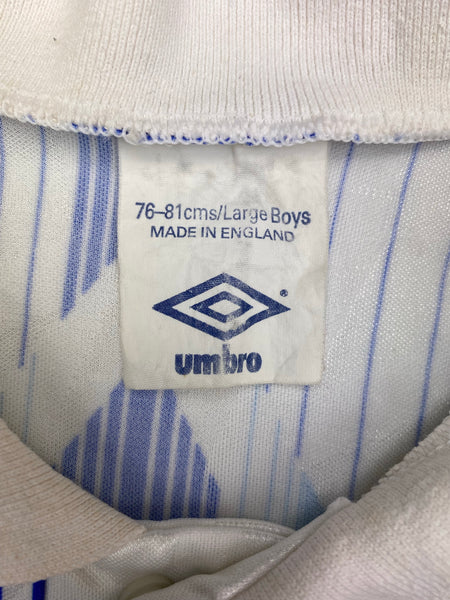 76–81cms/Large Boys
MADE IN ENGLAND
®
umbro